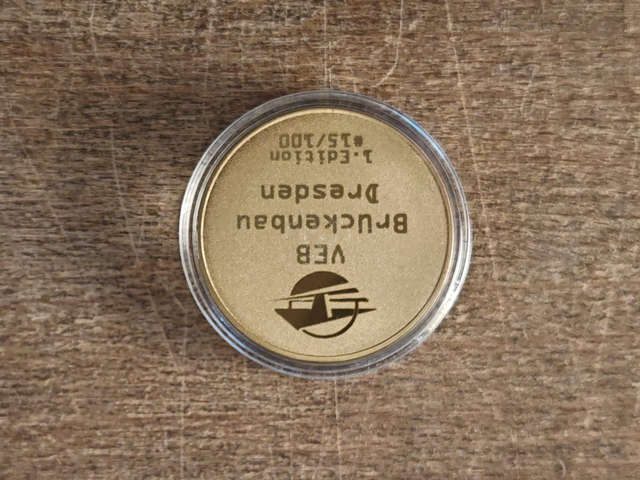 VEB
Brückenbau
Dresden
1.Edition
#15/100